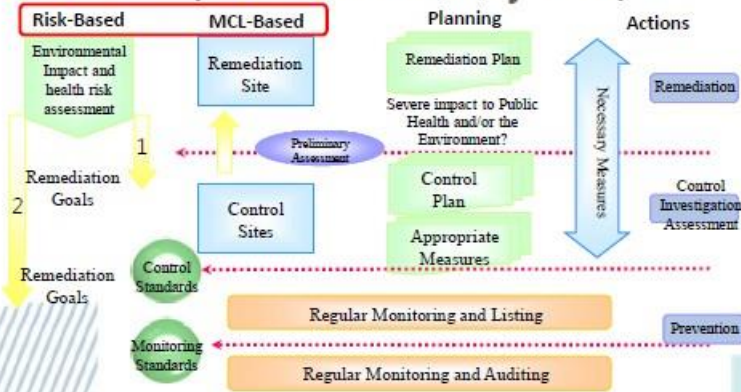 Risk-Based
MCL-Based
Planning
Actions
Environmental
Impact and
health risk
assessment
Remediation
Site
Remediation Plan
Severe impact to Public
Health and/or the
Environment?
Necessary Measures
Remediation
1
Preliminary
Assessment
Remediation
Goals
2
Control
Sites
Control
Plan
Appropriate
Measures
Control
Investigation
Assessment
Remediation
Goals
Control
Standards
Regular Monitoring and Listing
Monitoring
Standards
Prevention
Regular Monitoring and Auditing